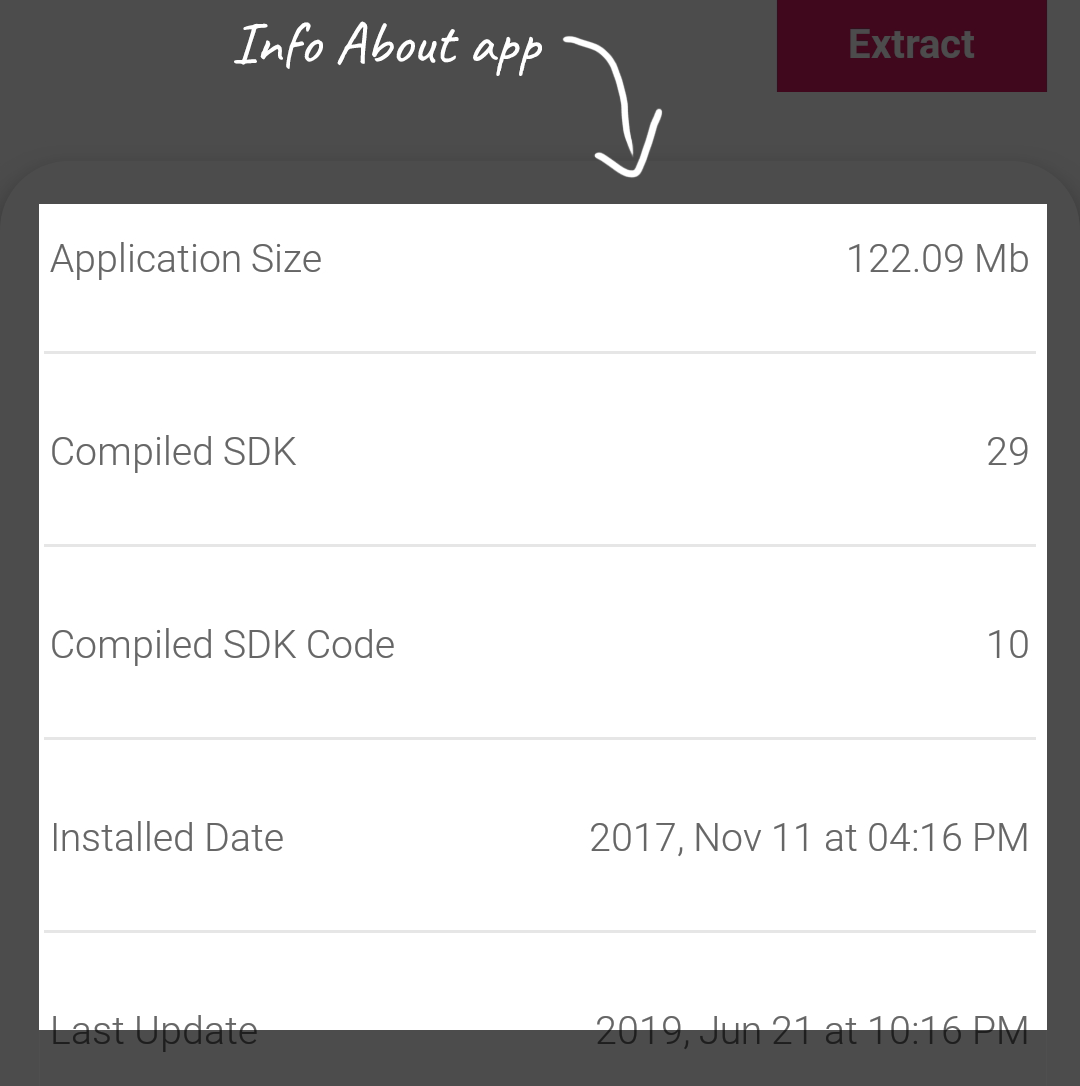 Info About app
Extract
Application Size 122.09 Mb
Compiled SDK 29
Compiled SDK Code 10
Installed Date 2017, Nov 11 at 04:16 PM
Last Update 2019, Jun 21 at 10:16 PM